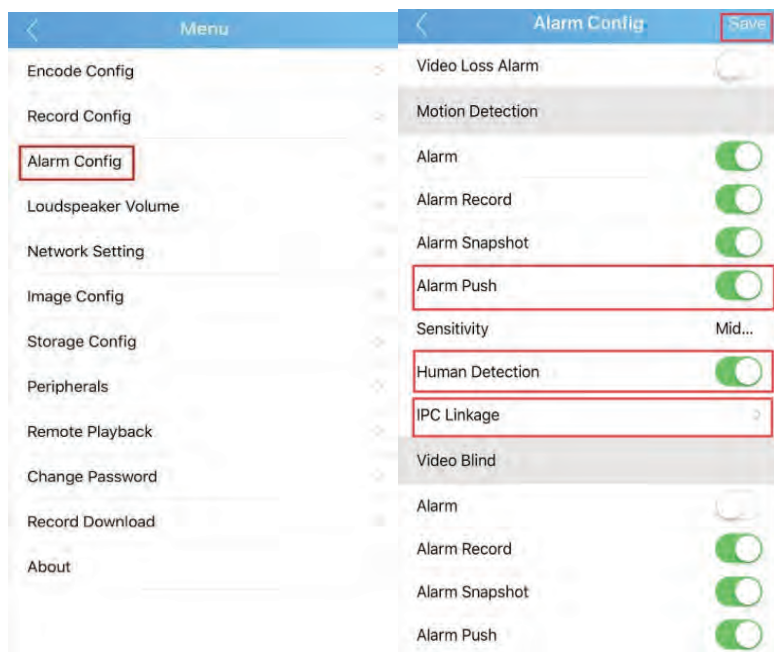 Menu
Encode Config
Record Config
Alarm Config
Loudspeaker Volume
Network Setting
Image Config
Storage Config
Peripherals
Remote Playback
Change Password
Record Download
About
Alarm Config
Save
Video Loss Alarm
Motion Detection
Alarm
Alarm Record
Alarm Snapshot
Alarm Push
Sensitivity Mid...
Human Detection
IPC Linkage
Video Blind
Alarm
Alarm Record
Alarm Snapshot
Alarm Push